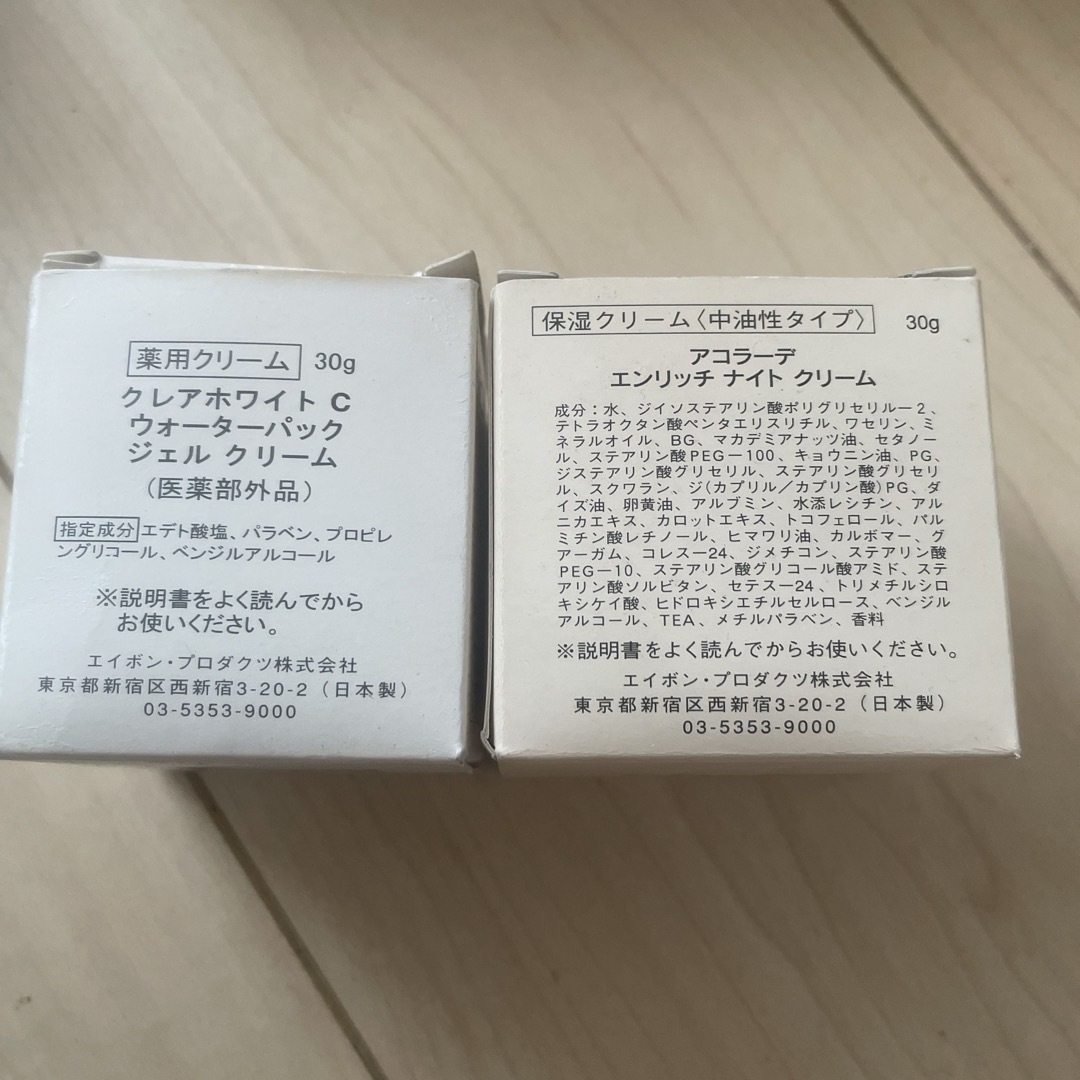 薬用クリーム 30g
クレアホワイト C
ウォーターパック
ジェル クリーム
（医薬部外品）
指定成分 エデト酸塩、パラベン、プロピレ
ングリコール、ベンジルアルコール
※説明書をよく読んでから
お使いください。
エイボン・プロダクツ株式会社
東京都新宿区西新宿3-20-2（日本製）
03-5353-9000
保湿クリーム〈中油性タイプ〉 30g
アコラーデ
エンリッチ ナイト クリーム
成分：水、ジイソステアリン酸ポリグリセリルー2、
テトラオクタン酸ペンタエリスリチル、ワセリン、ミ
ネラルオイル、BG、マカデミアナッツ油、セタノー
ル、ステアリン酸PEGー100、キョウニン油、PG、
ジステアリン酸グリセリル、ステアリン酸グリセリ
ル、スクワラン、ジ(カプリル／カプリン酸)PG、ダ
イズ油、卵黄油、アルブミン、水添レシチン、アル
ニカエキス、カロットエキス、トコフェロール、パル
ミチン酸レチノール、ヒマワリ油、カルボマー、グ
アーガム、コレスー24、ジメチコン、ステアリン酸
PEGー10、ステアリン酸グリコール酸アミド、ステ
アリン酸ソルビタン、セテスー24、トリメチルシロ
キシケイ酸、ヒドロキシエチルセルロース、ベンジル
アルコール、TEA、メチルパラベン、香料
※説明書をよく読んでからお使いください。
エイボン・プロダクツ株式会社
東京都新宿区西新宿3-20-2（日本製）
03-5353-9000